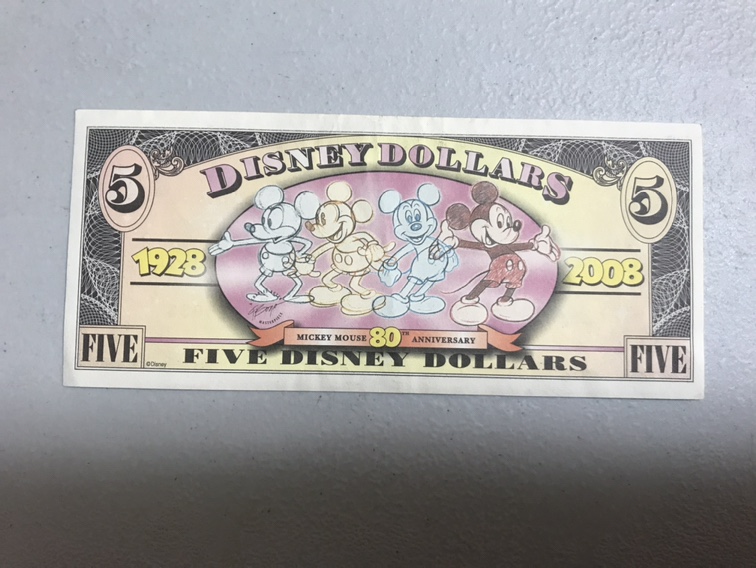 DISNEY DOLLARS
5
5
1928
2008
MICKEY MOUSE 80TH ANNIVERSARY
FIVE
FIVE DISNEY DOLLARS
FIVE
©Disney